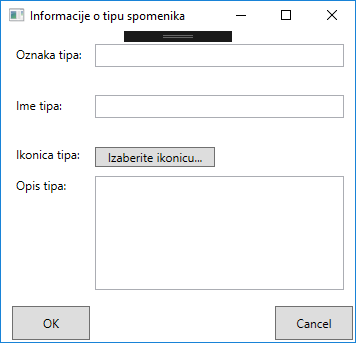 Informacije o tipu spomenika
Oznaka tipa:
Ime tipa:
Ikonica tipa:
Izaberite ikonicu...
Opis tipa:
OK
Cancel